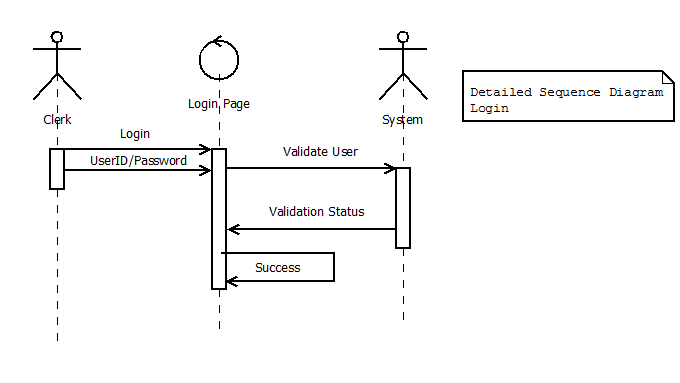 Login Page
Clerk
System
Detailed Sequence Diagram
Login
Login
UserID/Password
Validate User
Validation Status
Success